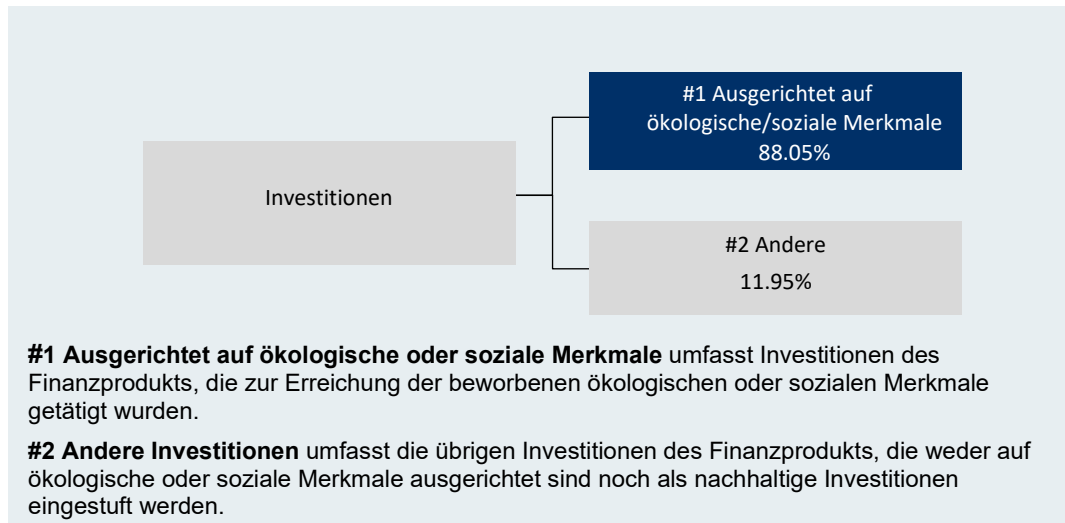 #1 Ausgerichtet auf
ökologische/soziale Merkmale
88.05%
Investitionen
#2 Andere
11.95%
#1 Ausgerichtet auf ökologische oder soziale Merkmale umfasst Investitionen des
Finanzprodukts, die zur Erreichung der beworbenen ökologischen oder sozialen Merkmale
getätigt wurden.
#2 Andere Investitionen umfasst die übrigen Investitionen des Finanzprodukts, die weder auf
ökologische oder soziale Merkmale ausgerichtet sind noch als nachhaltige Investitionen
eingestuft werden.